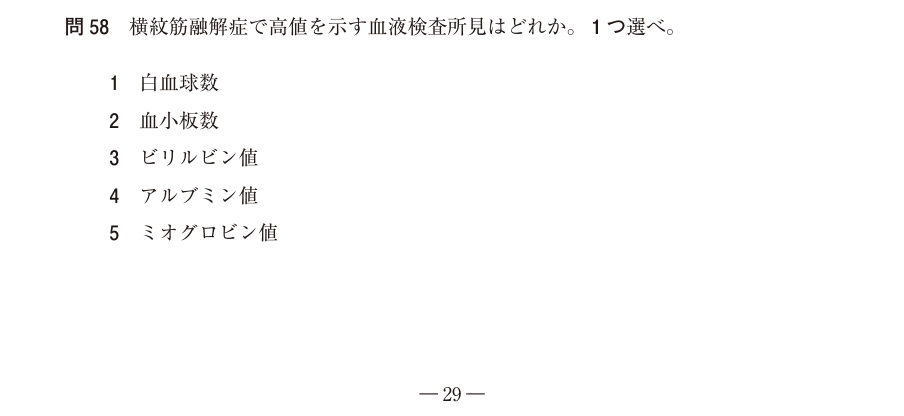 問 58 横紋筋融解症で高値を示す血液検査所見はどれか。1つ選べ。
1 白血球数
2 血小板数
3 ビリルビン値
4 アルブミン値
5 ミオグロビン値
― 29 ―